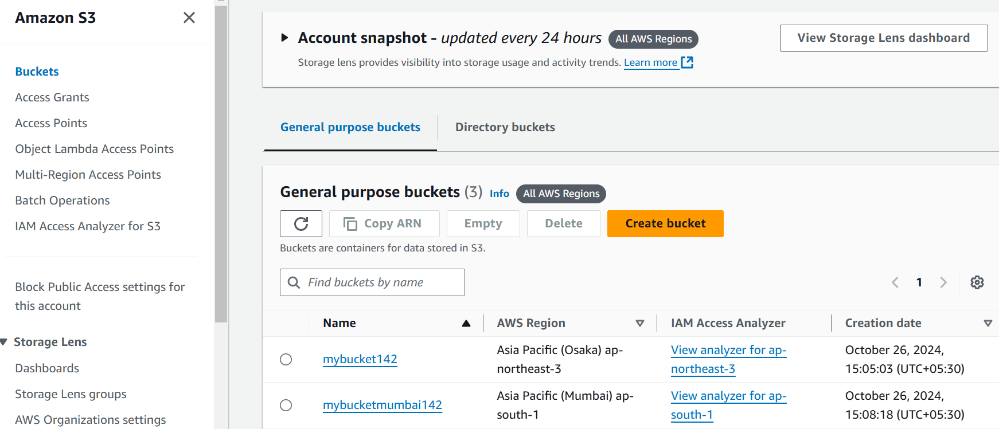 Amazon S3
Buckets
Access Grants
Access Points
Object Lambda Access Points
Multi-Region Access Points
Batch Operations
IAM Access Analyzer for S3
Block Public Access settings for
this account
Storage Lens
Dashboards
Storage Lens groups
AWS Organizations settings
Account snapshot - updated every 24 hours All AWS Regions
View Storage Lens dashboard
Storage lens provides visibility into storage usage and activity trends. Learn more
General purpose buckets Directory buckets
General purpose buckets (3) Info All AWS Regions
Copy ARN Empty Delete Create bucket
Buckets are containers for data stored in S3.
Find buckets by name
1
Name AWS Region IAM Access Analyzer Creation date
mybucket142
Asia Pacific (Osaka) ap-
northeast-3
View analyzer for ap-
northeast-3
October 26, 2024,
15:05:03 (UTC+05:30)
mybucketmumbai142
Asia Pacific (Mumbai) ap-
south-1
View analyzer for ap-
south-1
October 26, 2024,
15:08:18 (UTC+05:30)